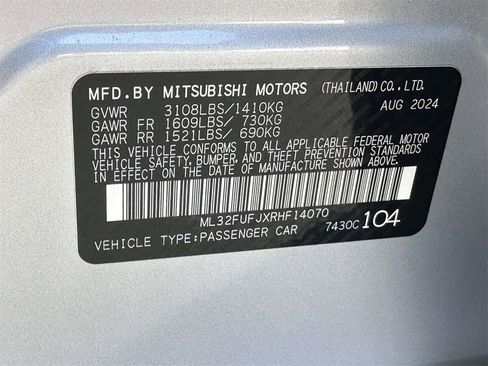 MFD.BY MITSUBISHI MOTORS (THAILAND)CO.,LTD.
GVWR 3108LBS/1410KG AUG 2024
GAWR FR 1609LBS/ 730KG
GAWR RR 1521LBS/ 690KG
THIS VEHICLE CONFORMS TO ALL APPLICABLE FEDERAL MOTOR
VEHICLE SAFETY,BUMPER,AND THEFT PREVENTION STANDARDS
IN EFFECT ON THE DATE OF MANUFACTURE SHOWN ABOVE.
ML32FUFJXRHF14070
VEHICLE TYPE:PASSENGER CAR 7430C 104